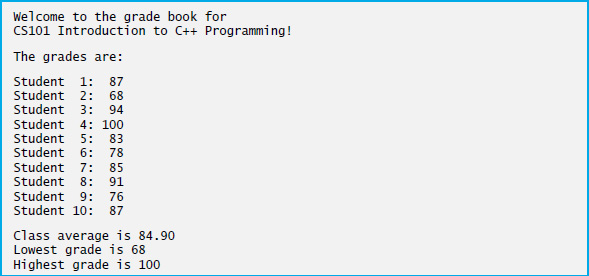 Welcome to the grade book for
CS101 Introduction to C++ Programming!
The grades are:
Student  1:  87
Student  2:  68
Student  3:  94
Student  4: 100
Student  5:  83
Student  6:  78
Student  7:  85
Student  8:  91
Student  9:  76
Student 10:  87
Class average is 84.90
Lowest grade is 68
Highest grade is 100